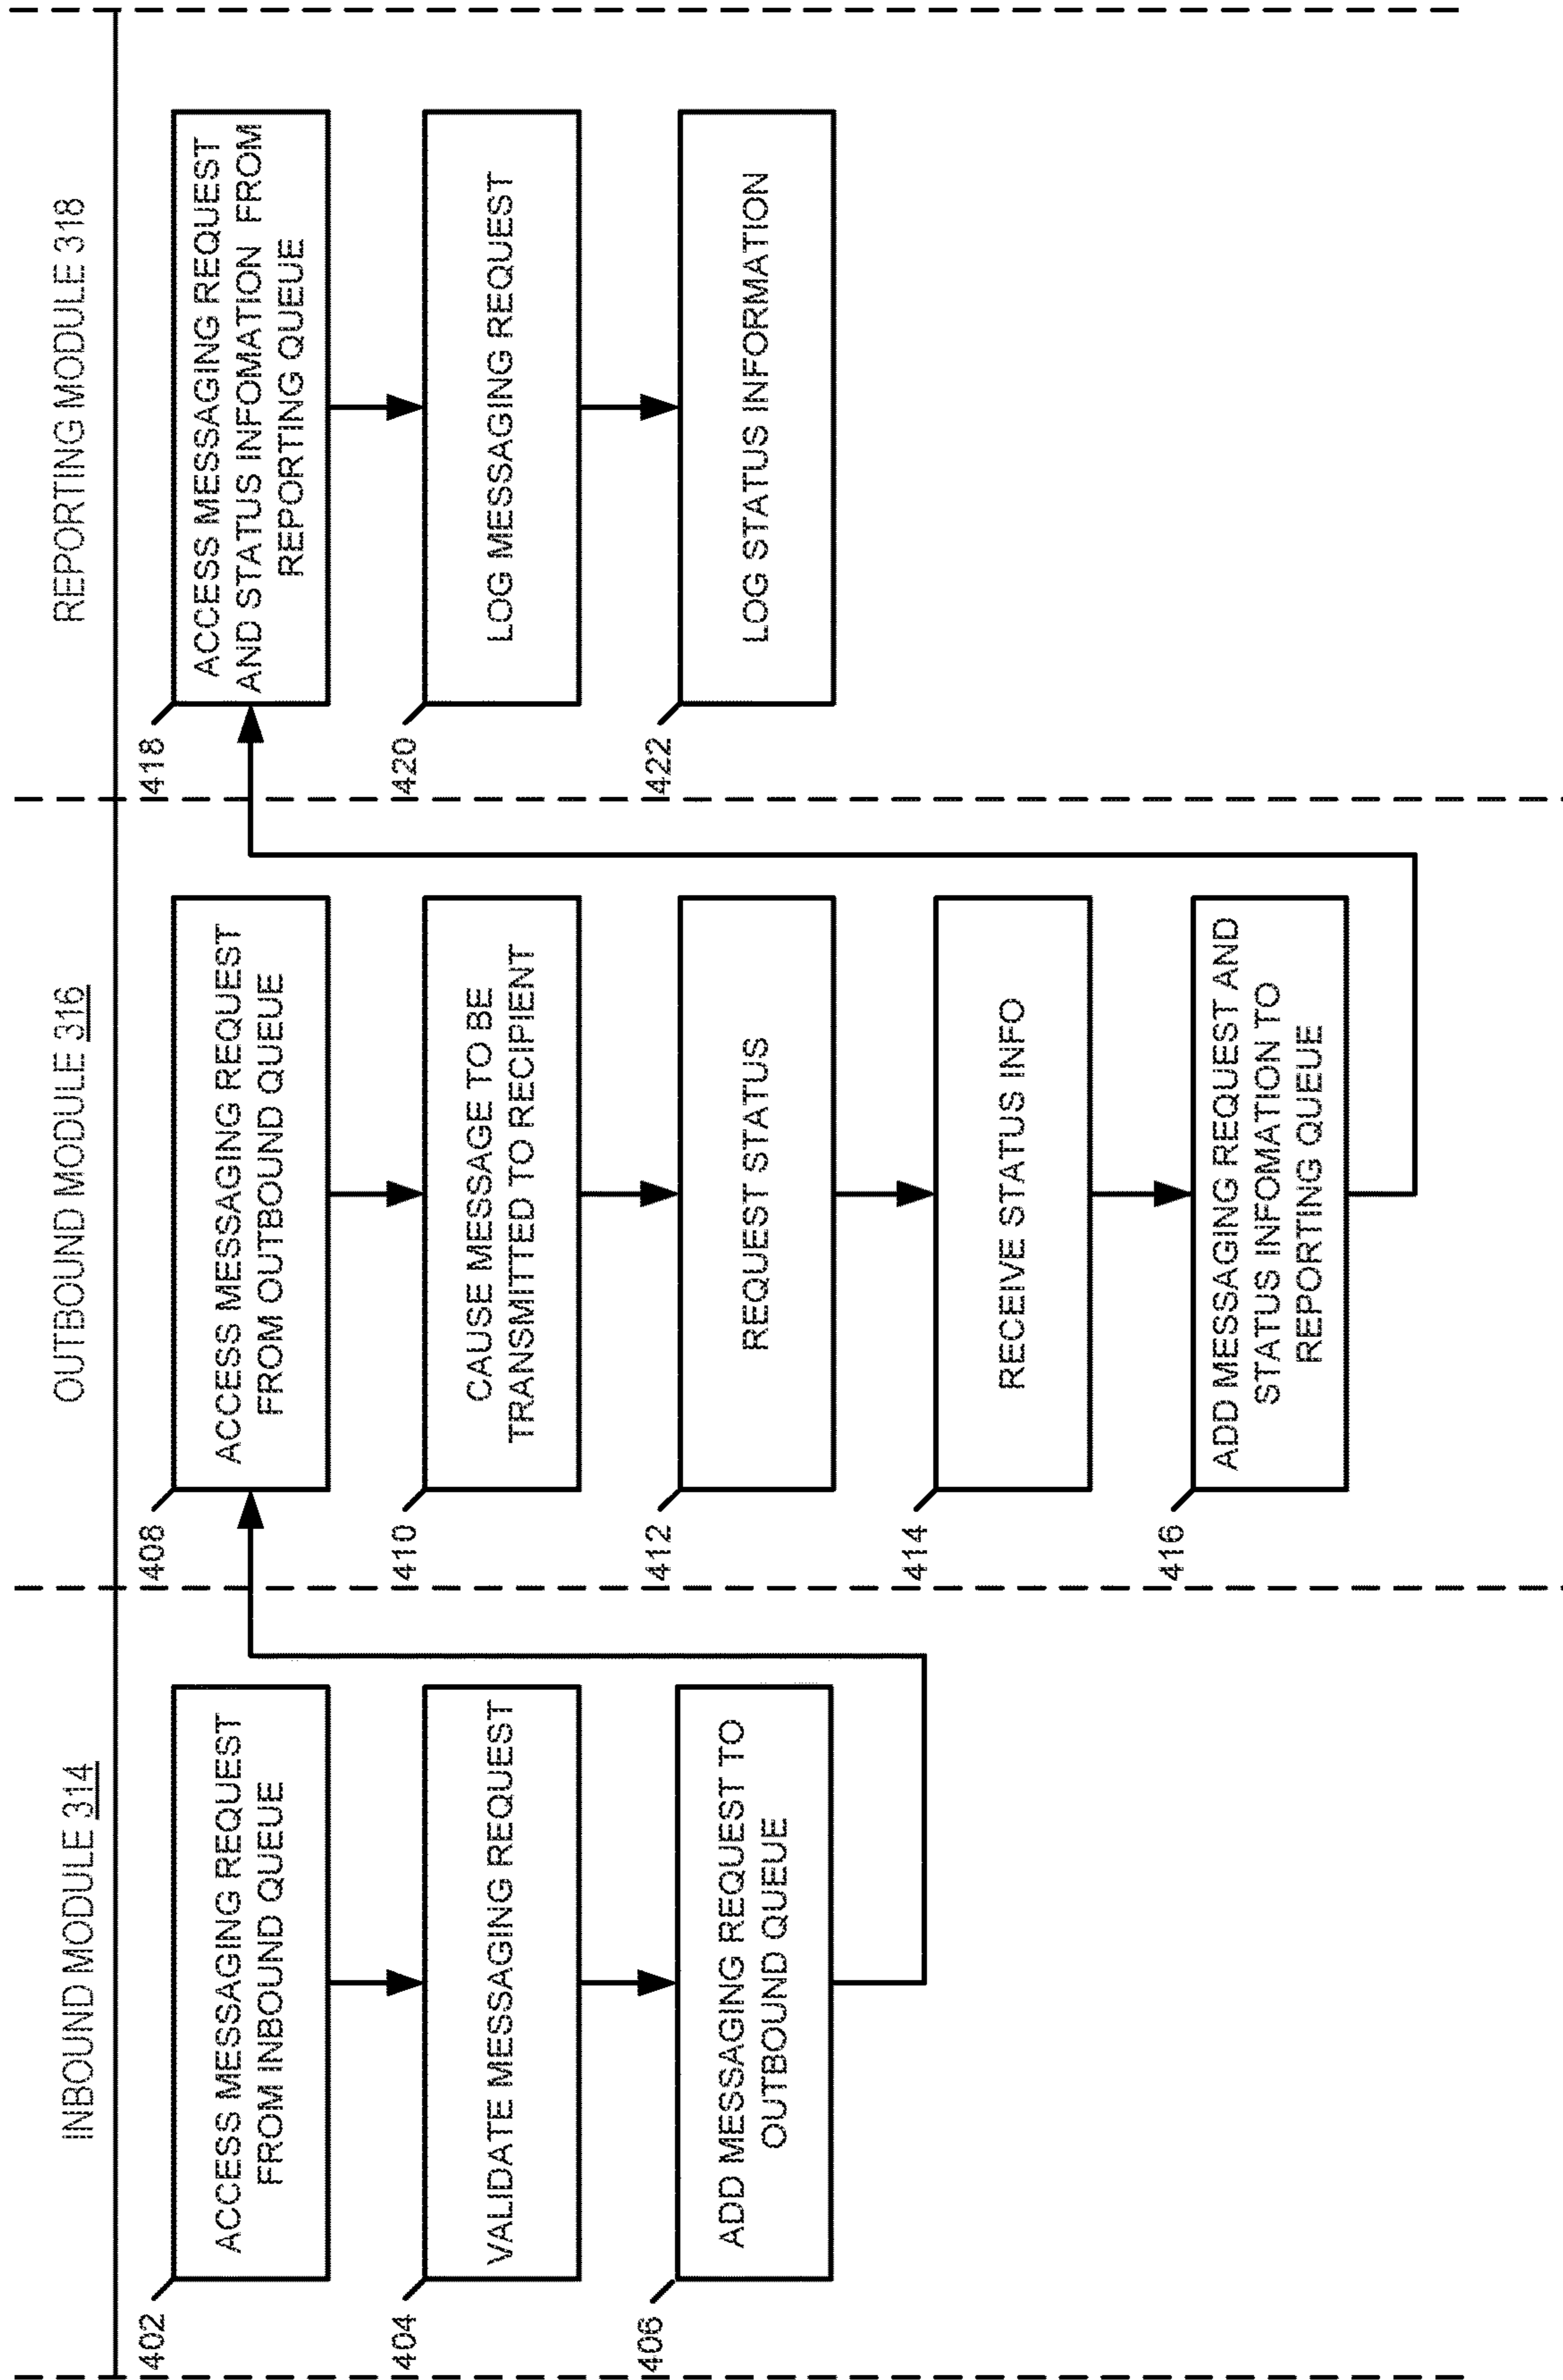 INBOUND MODULE 314
402
ACCESS MESSAGING REQUEST
FROM INBOUND QUEUE
404
VALIDATE MESSAGING REQUEST
406
ADD MESSAGING REQUEST TO
OUTBOUND QUEUE
OUTBOUND MODULE 316
408
ACCESS MESSAGING REQUEST
FROM OUTBOUND QUEUE
410
CAUSE MESSAGE TO BE
TRANSMITTED TO RECIPIENT
412
REQUEST STATUS
414
RECEIVE STATUS INFO
416
ADD MESSAGING REQUEST AND
STATUS INFOMATION TO
REPORTING QUEUE
REPORTING MODULE 318
418
ACCESS MESSAGING REQUEST
AND STATUS INFOMATION FROM
REPORTING QUEUE
420
LOG MESSAGING REQUEST
422
LOG STATUS INFORMATION